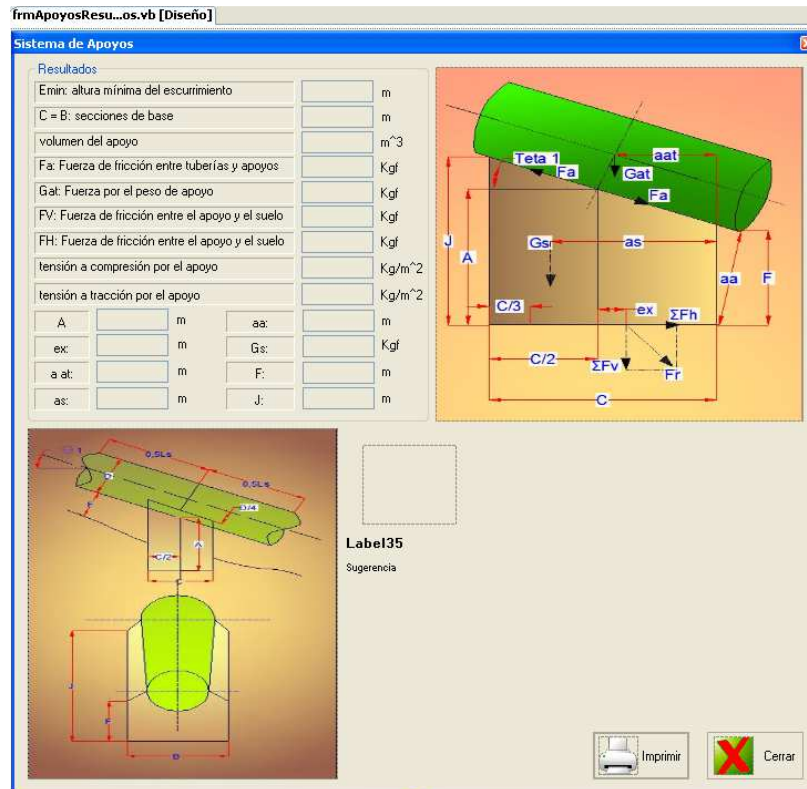 frmApoyosResu...os.vb [Diseño]
Sistema de Apoyos
Resultados
Emin: altura mínima del escurrimiento m
C = B: secciones de base m
volumen del apoyo m^3
Fa: Fuerza de fricción entre tuberías y apoyos Kgf
Gat: Fuerza por el peso de apoyo Kgf
FV: Fuerza de fricción entre el apoyo y el suelo Kgf
FH: Fuerza de fricción entre el apoyo y el suelo Kgf
tensión a compresión por el apoyo Kg/m^2
tensión a tracción por el apoyo Kg/m^2
A m aa: m
ex: m Gs: Kgf
a at: m F: m
as: m J: m
Teta 1
aat
Fa
Gat
Fa
J
A
Gs
as
aa
F
C/3
ex
ΣFh
C/2
ΣFv
Fr
C
1
0,5Ls
D
0,5Ls
F
D/4
A
C/2
C
J
F
D
Label35
Sugerencia
Imprimir
Cerrar